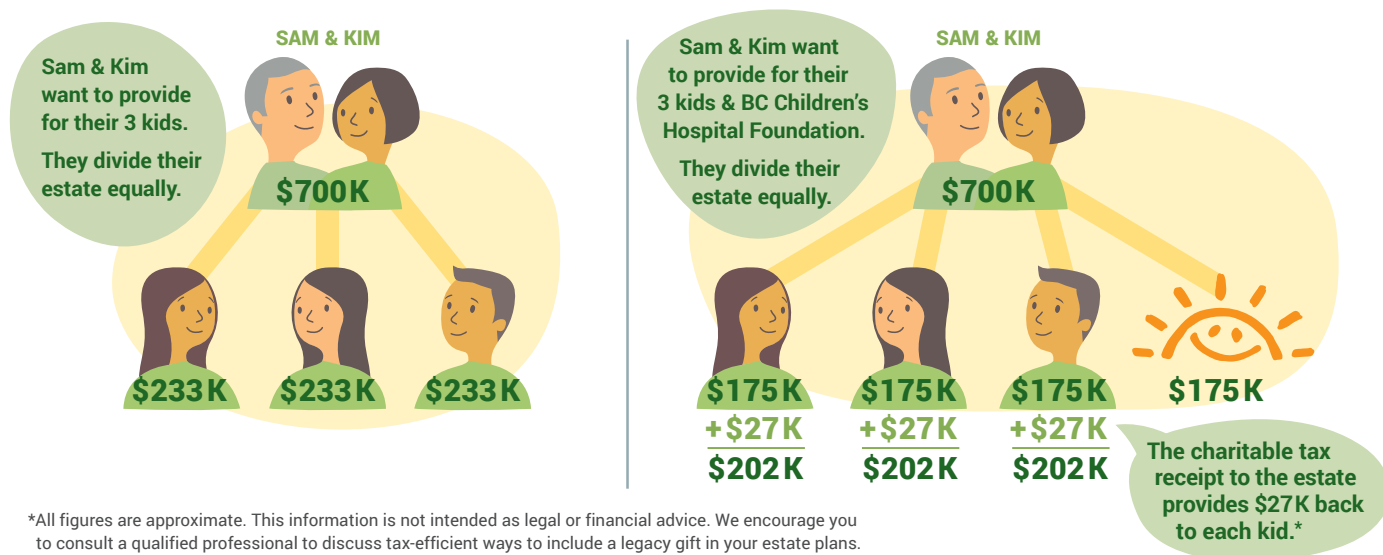 SAM & KIM
Sam & Kim
want to provide
for their 3 kids.
They divide their
estate equally.
$700K
$233K
$233K
$233K
SAM & KIM
Sam & Kim want
to provide for their
3 kids & BC Children's
Hospital Foundation.
They divide their
estate equally.
$700K
$175K
$175K
$175K
$175K
+$27K
+$27K
+$27K
$202K
$202K
$202K
The charitable tax
receipt to the estate
provides $27K back
to each kid.*
*All figures are approximate. This information is not intended as legal or financial advice. We encourage you
to consult a qualified professional to discuss tax-efficient ways to include a legacy gift in your estate plans.